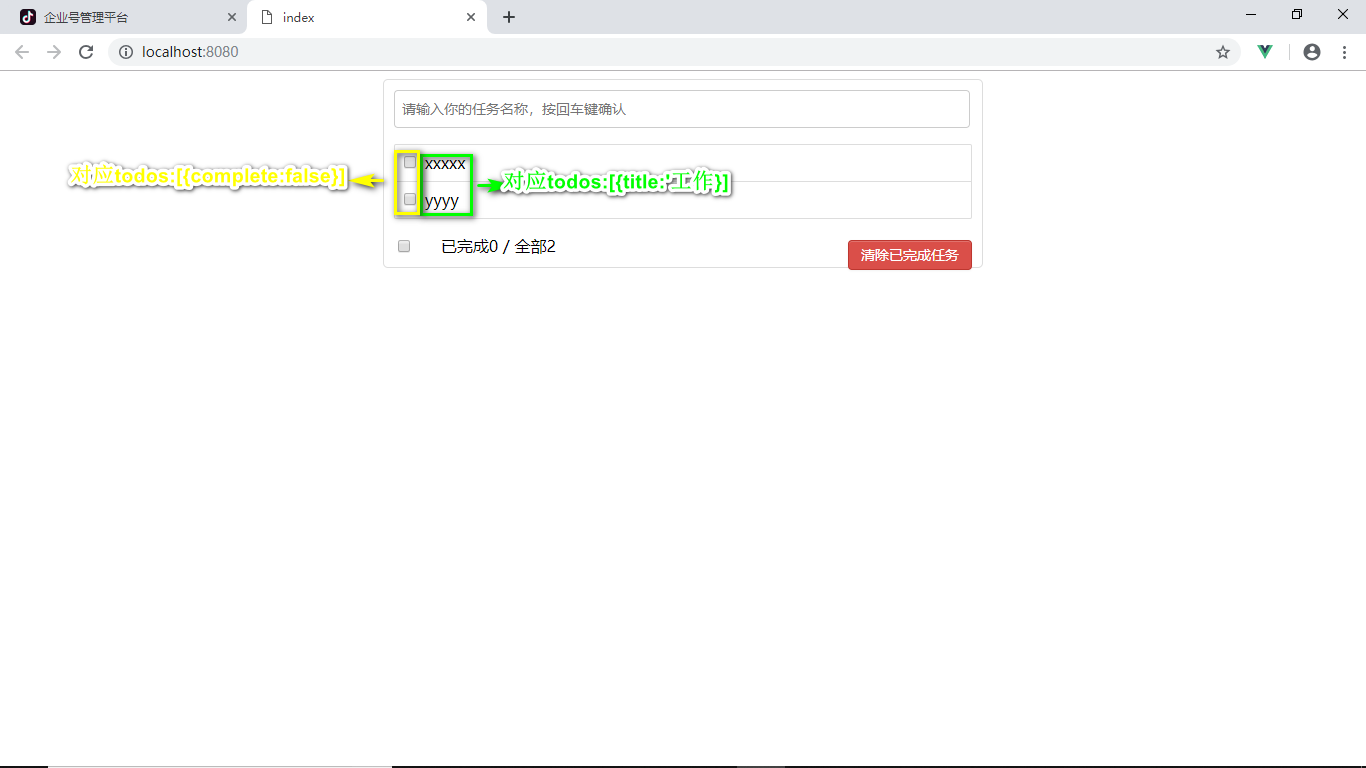 企业号管理平台
index
localhost:8080
请输入你的任务名称，按回车键确认
xxxxx
对应todos:[{complete:false}]
对应todos:[{title:'工作}]
yyyy
已完成0 / 全部2
清除已完成任务